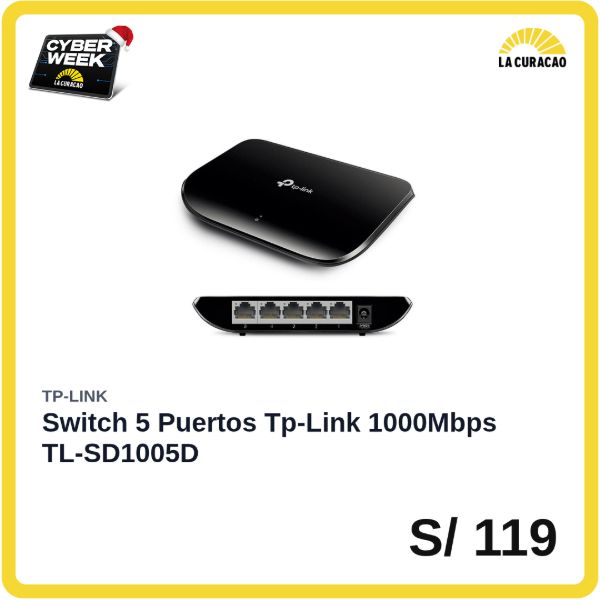 CYBER
WEEK
LA CURACAO
LA CURACAO
tp-link
TP-LINK
Switch 5 Puertos Tp-Link 1000Mbps
TL-SD1005D
S/ 119